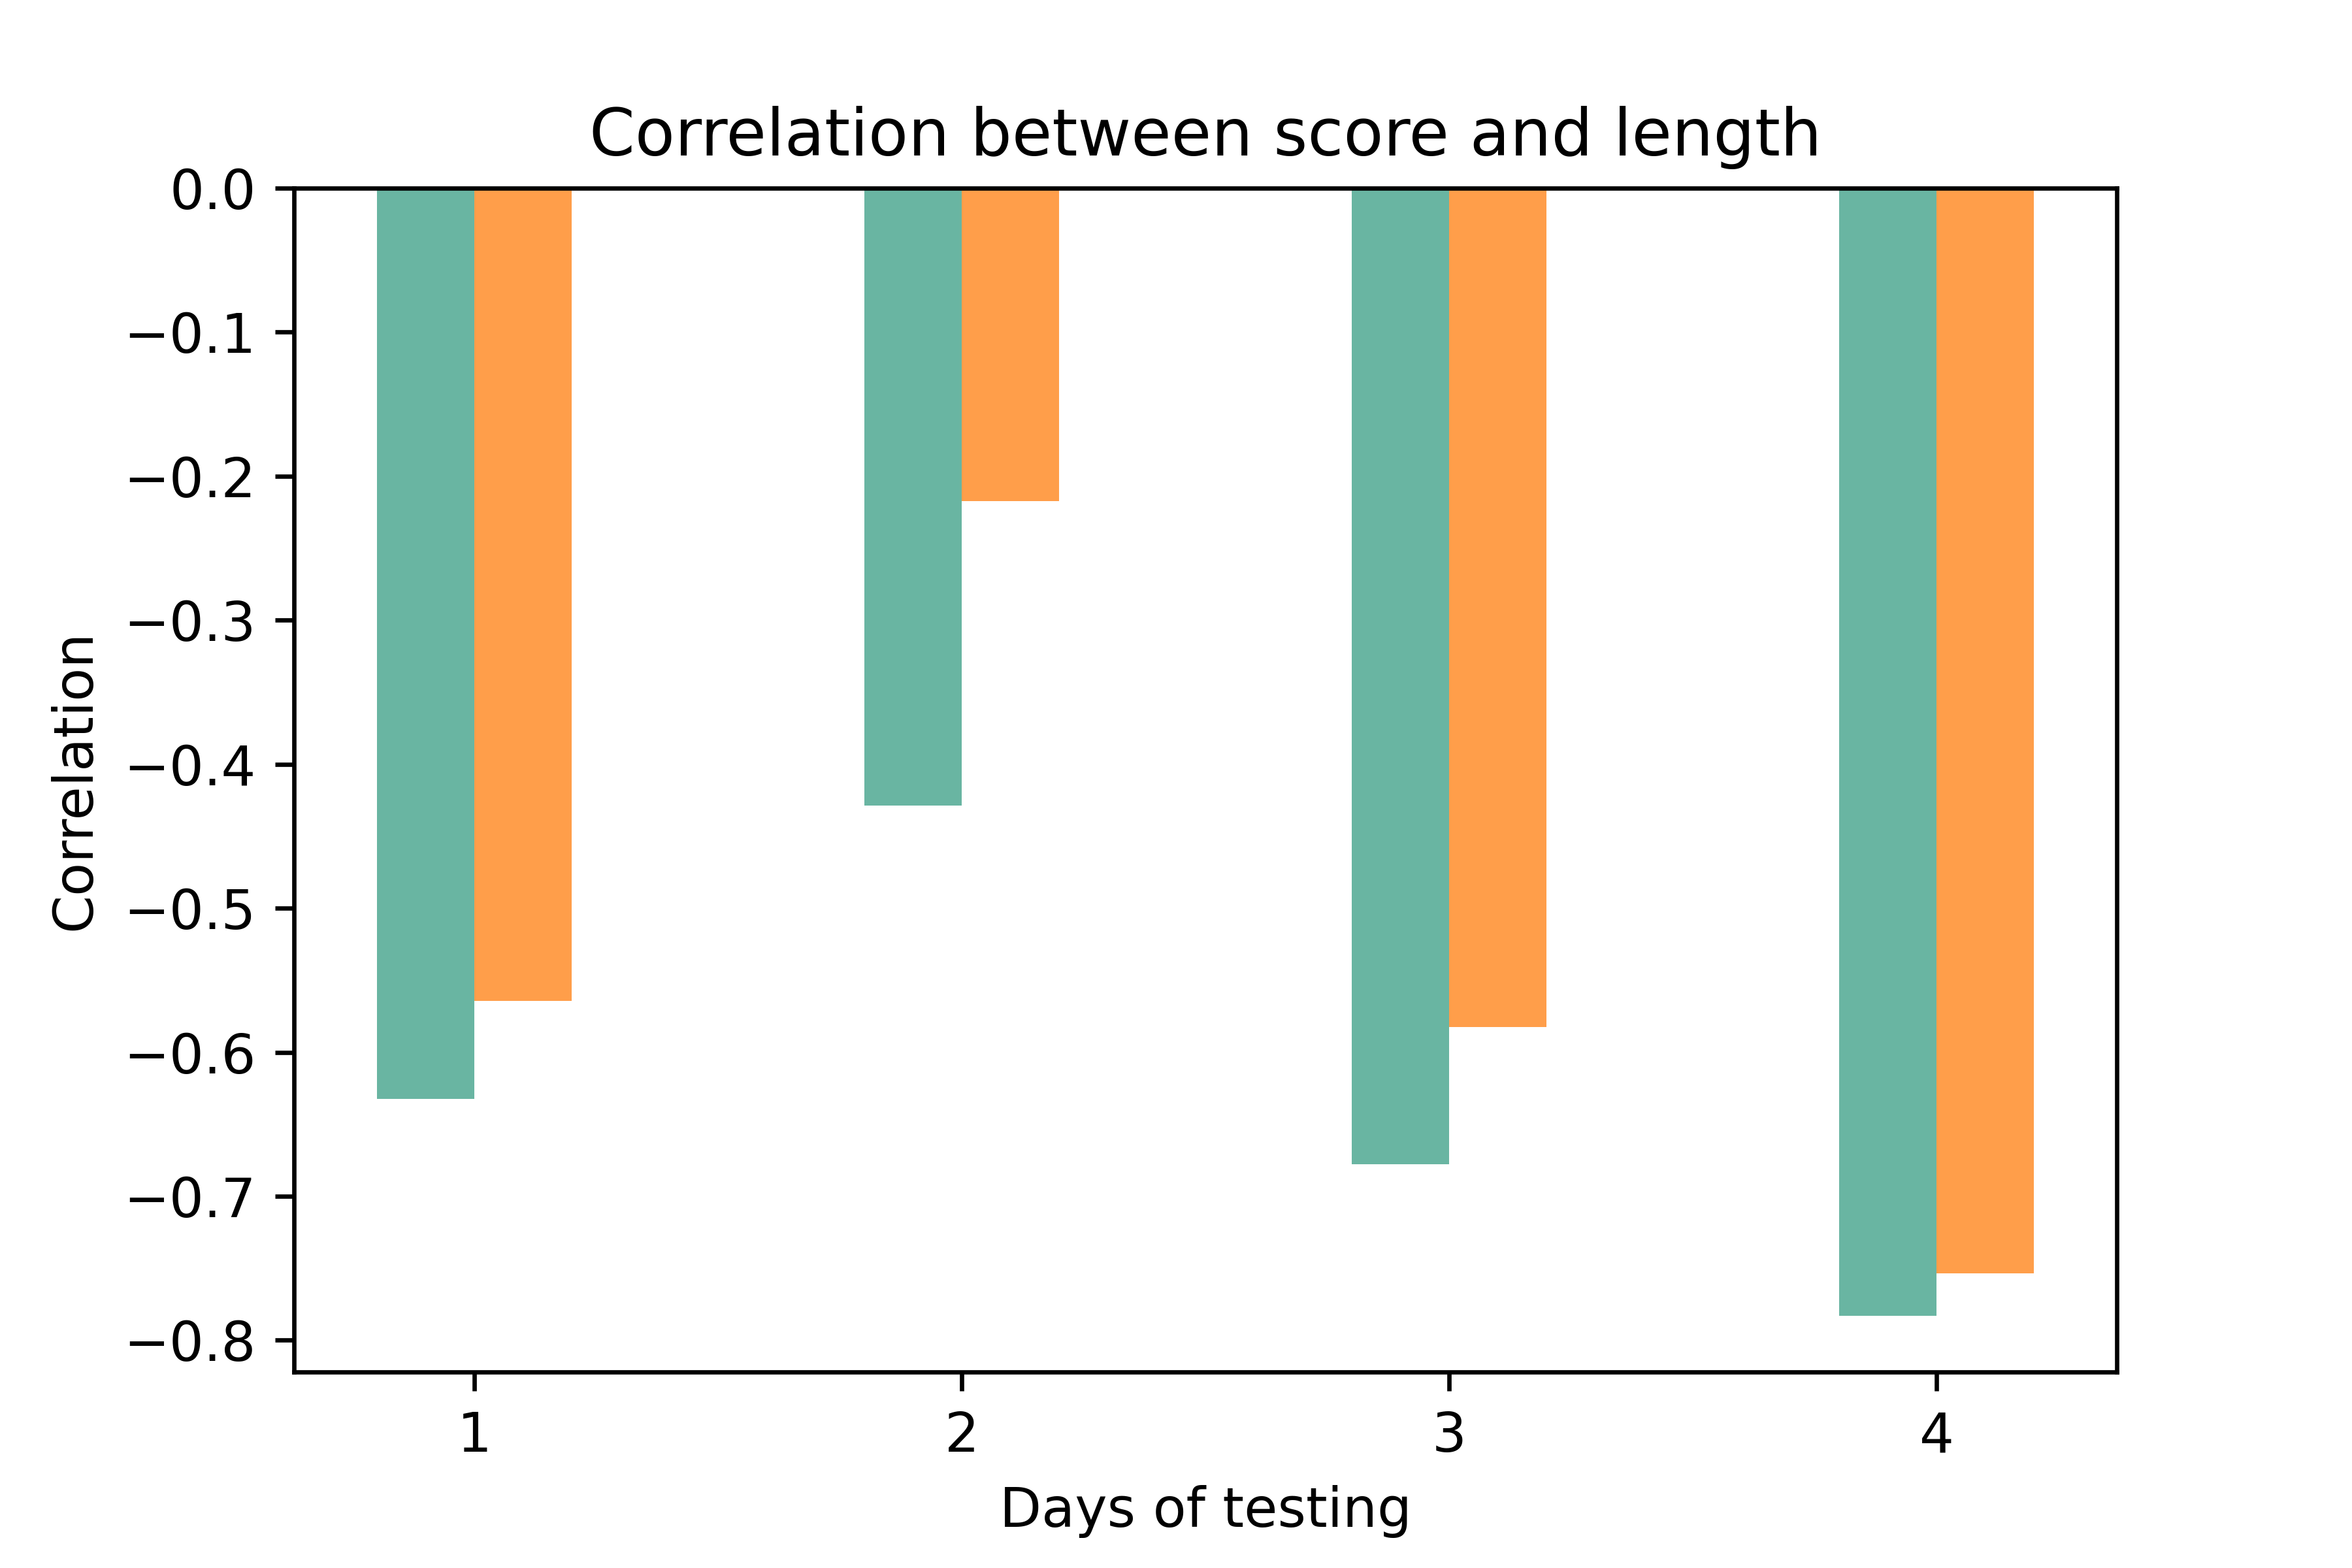 Correlation between score and length
0.0
−0.1
−0.2
−0.3
−0.4
−0.5
−0.6
−0.7
−0.8
Correlation
1 2 3 4
Days of testing